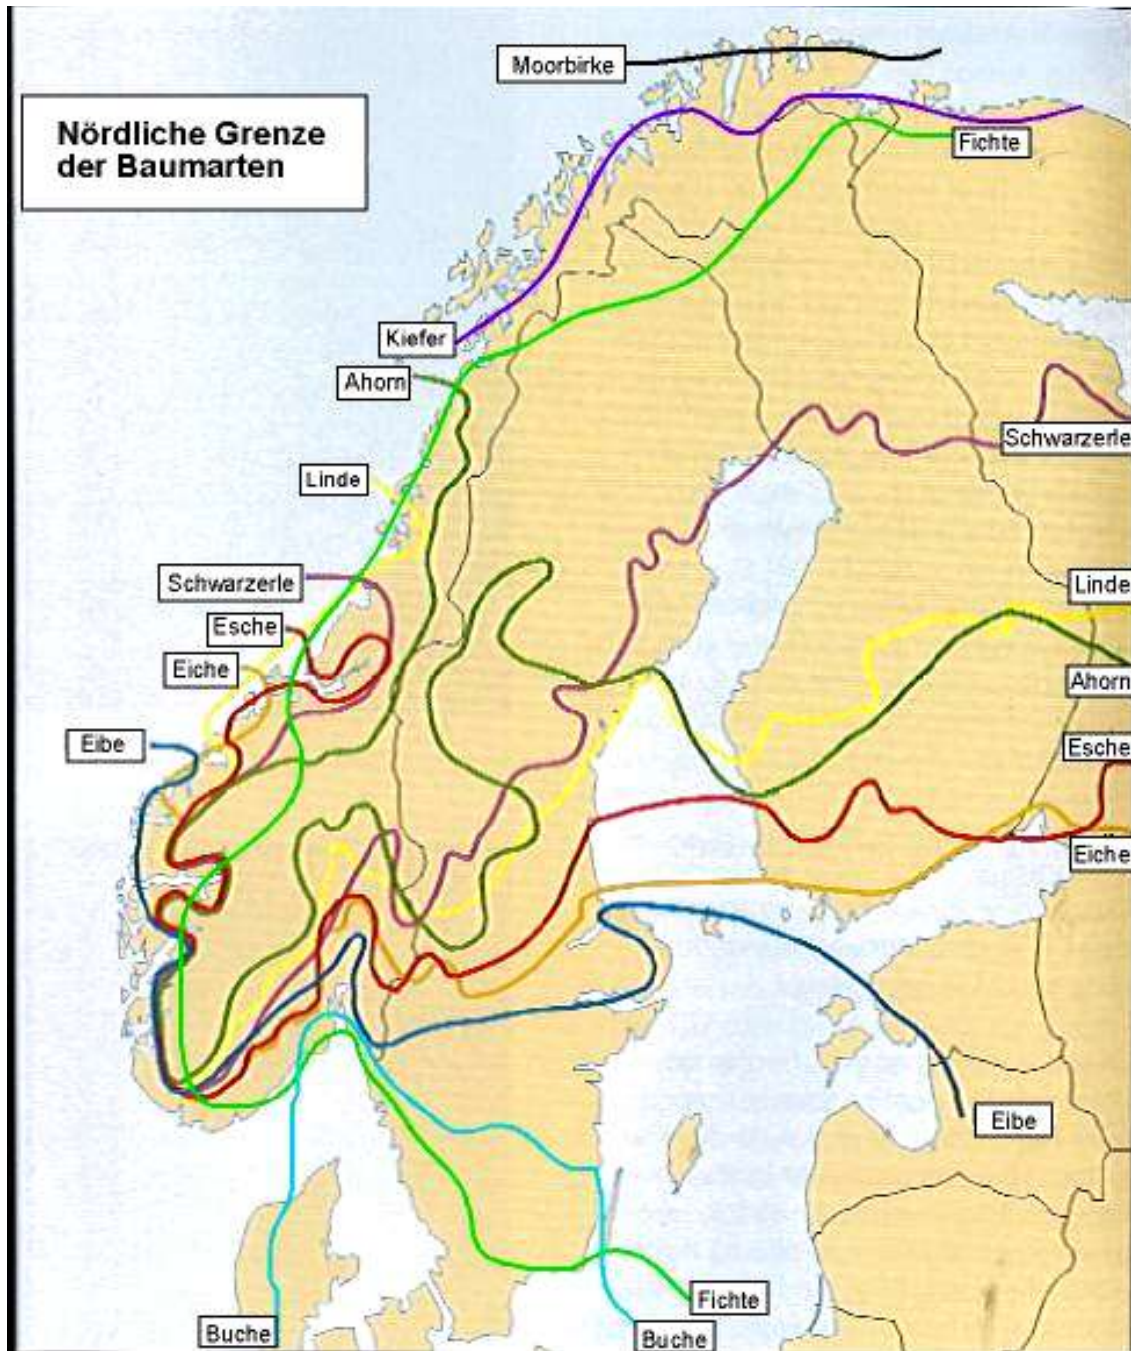 Moorbirke
Nördliche Grenze
der Baumarten
Fichte
Kiefer
Ahorn
Schwarzerle
Linde
Schwarzerle
Linde
Esche
Eiche
Ahorn
Eibe
Esche
Eiche
Eibe
Fichte
Buche
Buche